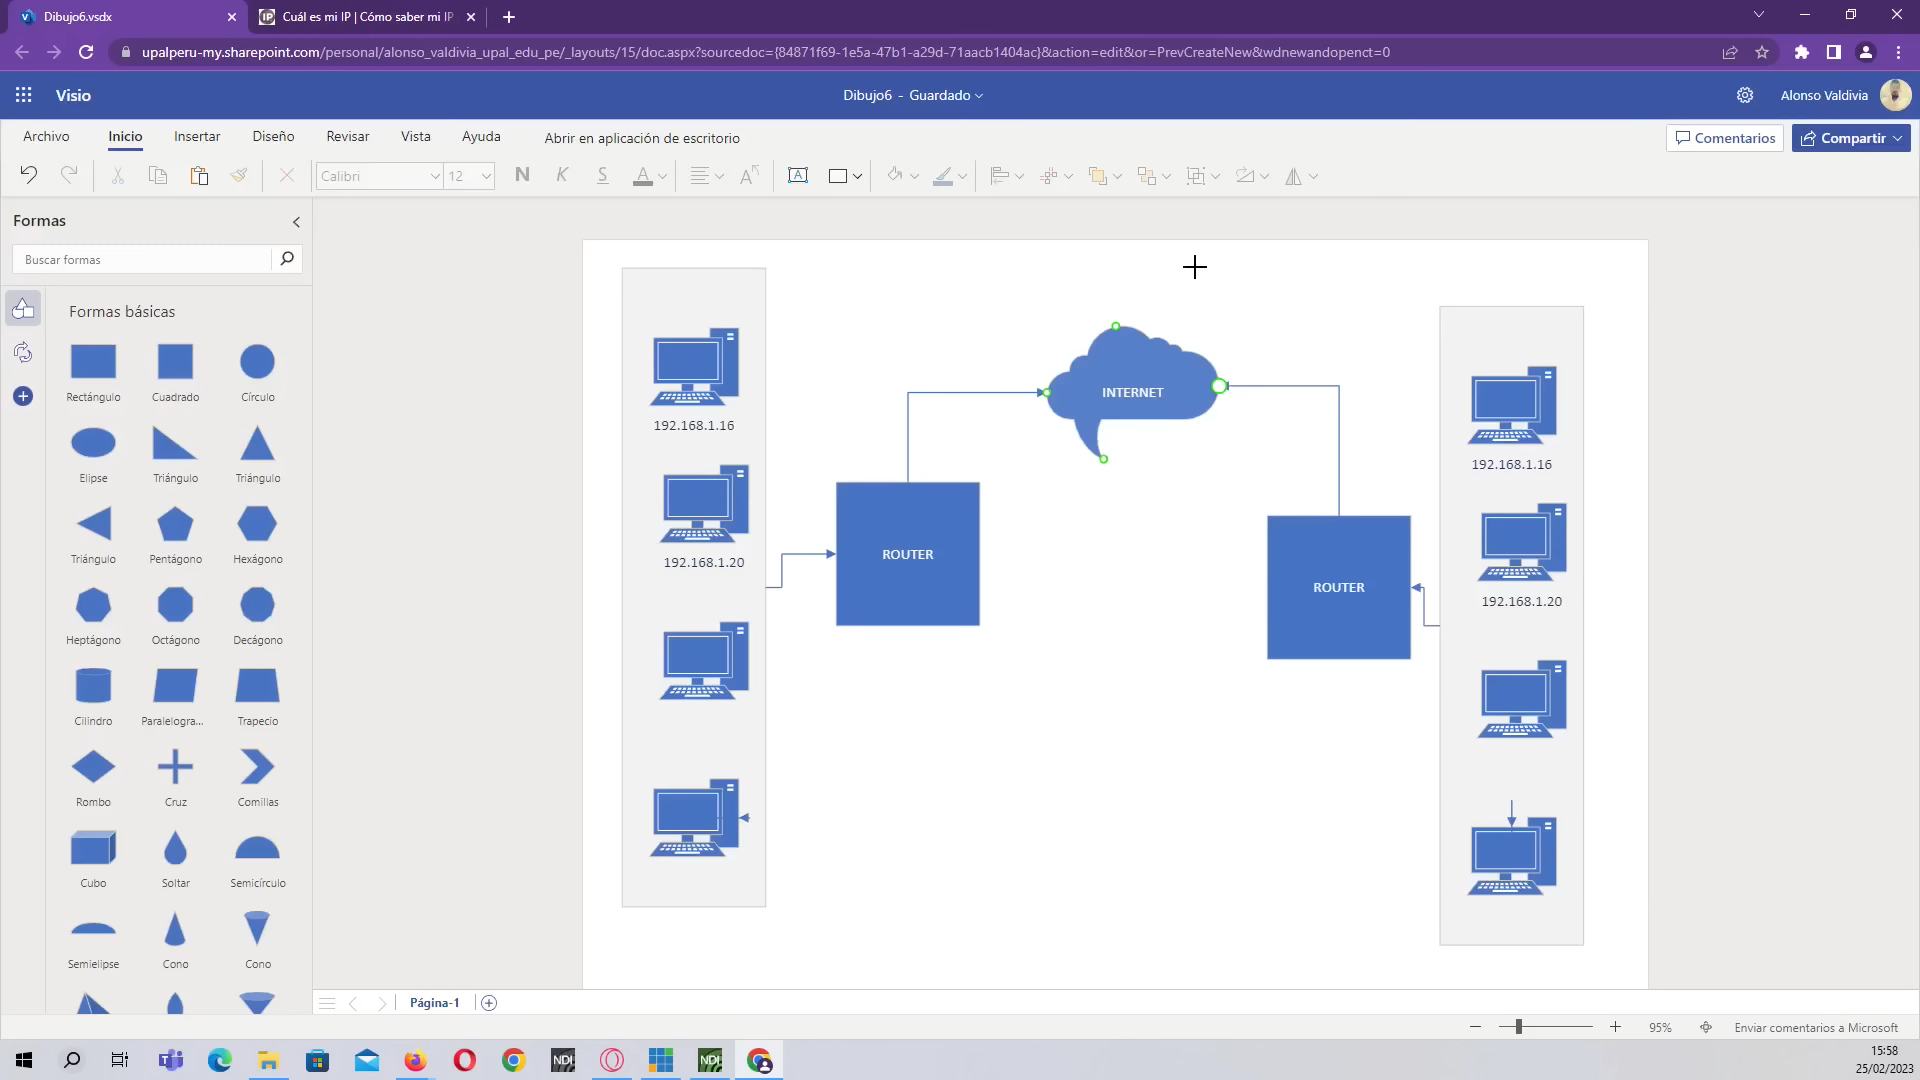 Dibujo6.vsdx
Cuál es mi IP | Cómo saber mi IP
upalperu-my.sharepoint.com/personal/alonso_valdivia_upal_edu_pe/_layouts/15/doc.aspx?sourcedoc={84871f69-1e5a-47b1-a29d-71aacb1404ac}&action=edit&or=PrevCreateNew&wdnewandopenct=0
Visio
Dibujo6 - Guardado
Alonso Valdivia
Archivo Inicio Insertar Diseño Revisar Vista Ayuda Abrir en aplicación de escritorio
Comentarios
Compartir
Calibri 12 N K S A
Formas
Buscar formas
Formas básicas
Rectángulo Cuadrado Círculo
Elipse Triángulo Triángulo
Triángulo Pentágono Hexágono
Heptágono Octágono Decágono
Cilindro Paralelogra... Trapecio
Rombo Cruz Comillas
Cubo Soltar Semicírculo
Semielipse Cono Cono
192.168.1.16
192.168.1.20
ROUTER
INTERNET
ROUTER
192.168.1.16
192.168.1.20
Página-1
95% Enviar comentarios a Microsoft
NDI
NDI
15:58
25/02/2023